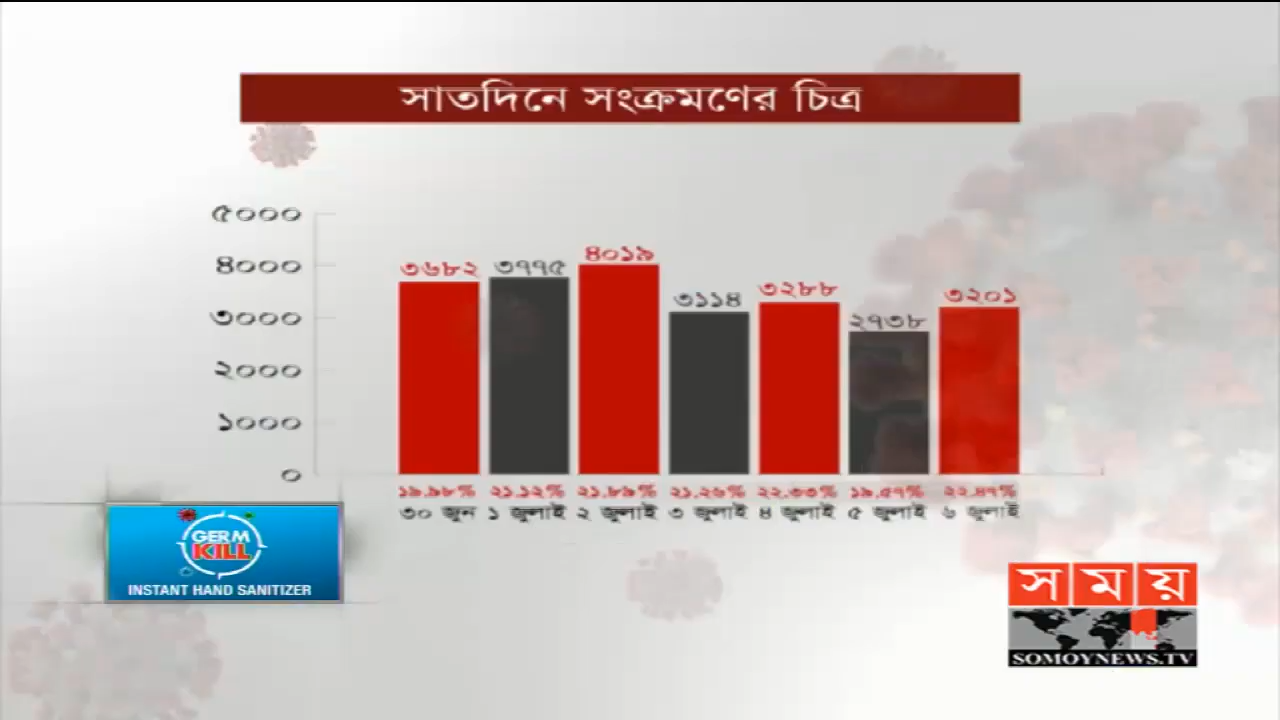 সাতদিনে সংক্রমণের চিত্র
৫০০০
৪০০০
৩০০০
২০০০
১০০০
০
৩৬৮২ ৩৭৭৫ ৪০১৯ ৩১১৪ ৩২৮৮ ২৭৩৮ ৩২০১
১৯.৯৮% ২১.১২% ২১.৮৯% ২১.২৬% ২২.৩৩% ১৯.৫৭% ২২.৪৭%
৩০ জুন ১ জুলাই ২ জুলাই ৩ জুলাই ৪ জুলাই ৫ জুলাই ৬ জুলাই
GERM
KILL
INSTANT HAND SANITIZER
সময়
SOMOYNEWS.TV